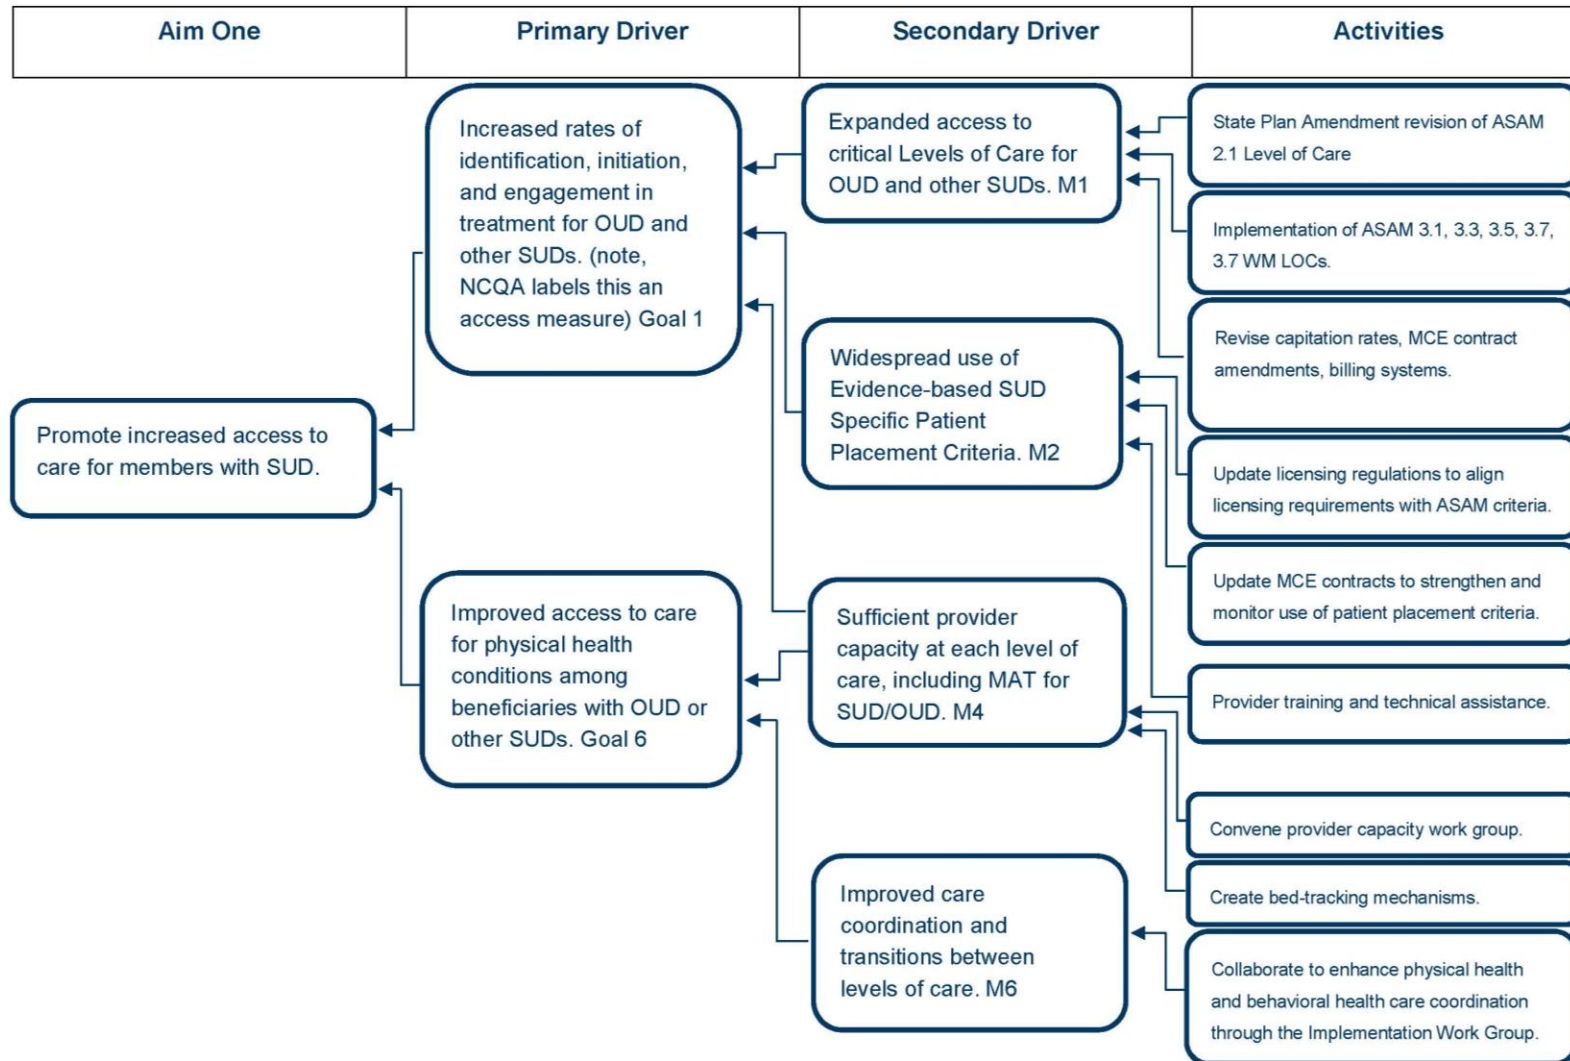 Aim One
Primary Driver
Secondary Driver
Activities
Promote increased access to
care for members with SUD.
Increased rates of
identification, initiation,
and engagement in
treatment for OUD and
other SUDs. (note,
NCQA labels this an
access measure) Goal 1
Improved access to care
for physical health
conditions among
beneficiaries with OUD or
other SUDs. Goal 6
Expanded access to
critical Levels of Care for
OUD and other SUDs. M1
Widespread use of
Evidence-based SUD
Specific Patient
Placement Criteria. M2
Sufficient provider
capacity at each level of
care, including MAT for
SUD/OUD. M4
Improved care
coordination and
transitions between
levels of care. M6
State Plan Amendment revision of ASAM
2.1 Level of Care
Implementation of ASAM 3.1, 3.3, 3.5, 3.7,
3.7 WM LOCs.
Revise capitation rates, MCE contract
amendments, billing systems.
Update licensing regulations to align
licensing requirements with ASAM criteria.
Update MCE contracts to strengthen and
monitor use of patient placement criteria.
Provider training and technical assistance.
Convene provider capacity work group.
Create bed-tracking mechanisms.
Collaborate to enhance physical health
and behavioral health care coordination
through the Implementation Work Group.